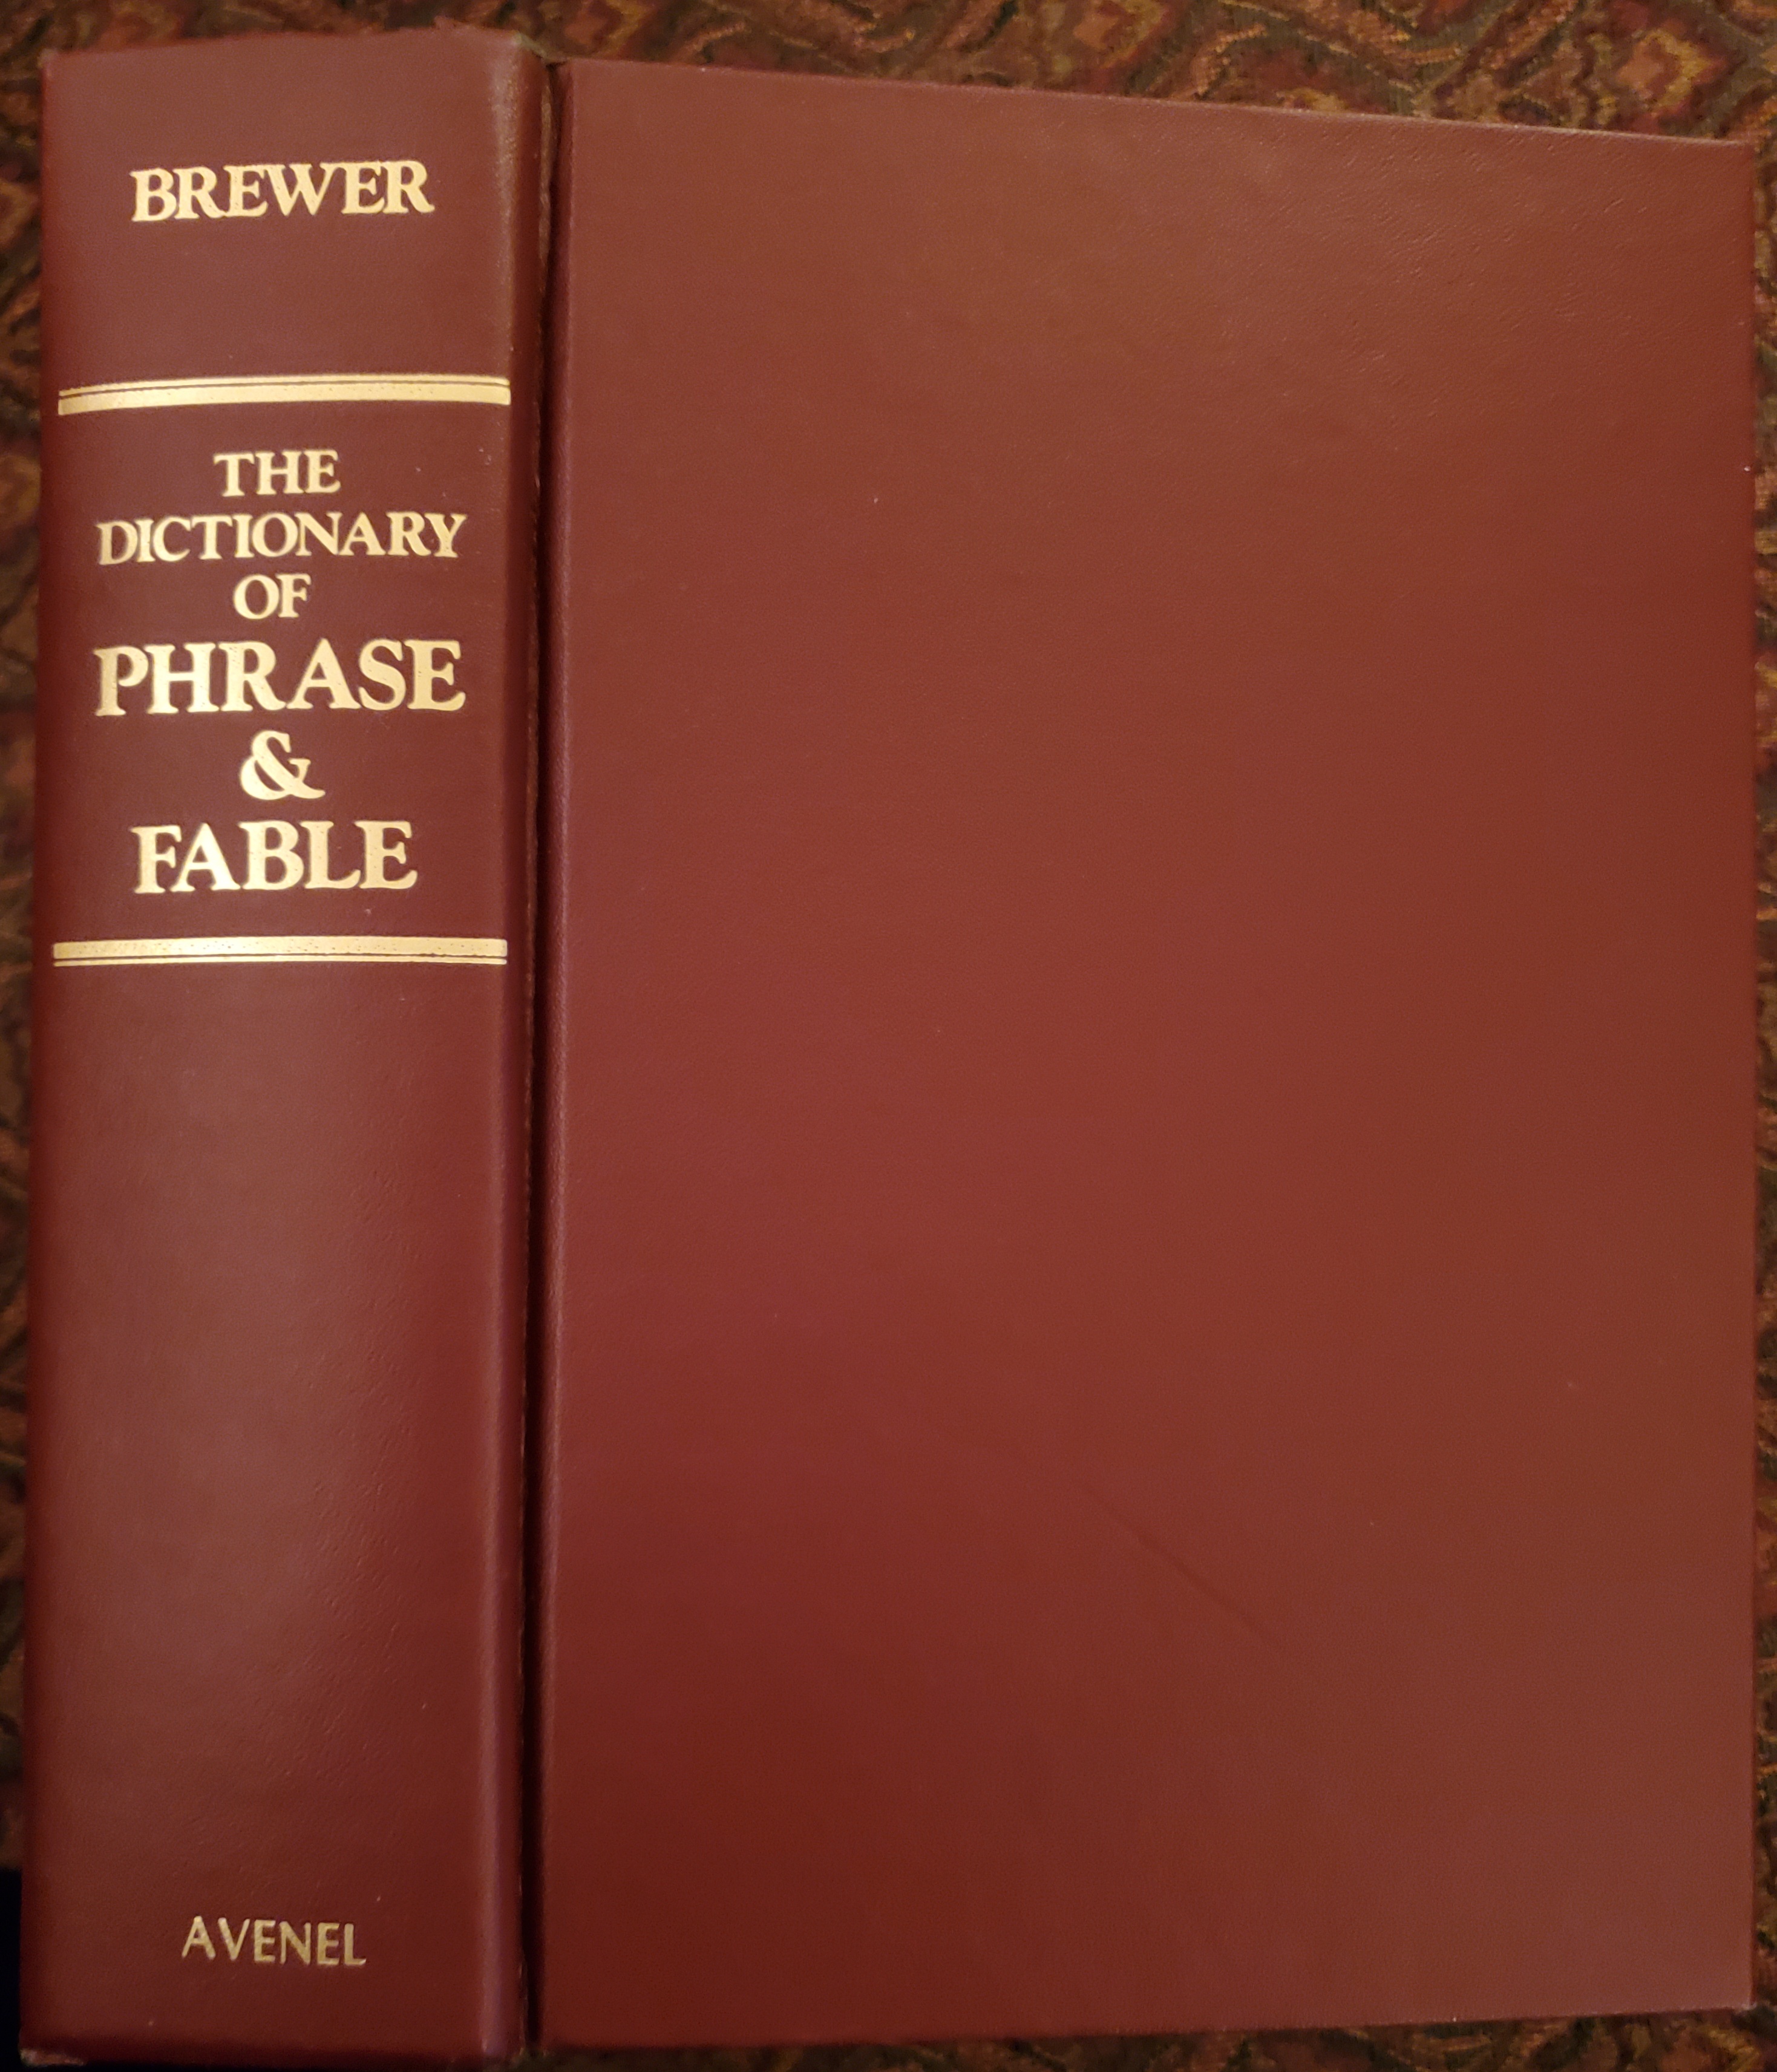 BREWER
THE
DICTIONARY
OF
PHRASE
&
FABLE
AVENEL